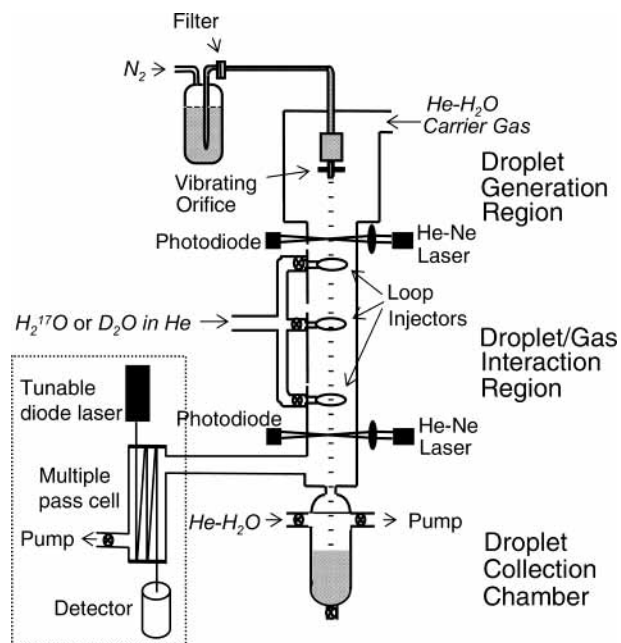 Filter
N₂
He-H₂O
Carrier Gas
Vibrating
Orifice
Droplet
Generation
Region
Photodiode
He-Ne
Laser
Loop
Injectors
H₂¹⁷O or D₂O in He
Droplet/Gas
Interaction
Region
Tunable
diode laser
Photodiode
He-Ne
Laser
Multiple
pass cell
Pump
He-H₂O
Pump
Detector
Droplet
Collection
Chamber